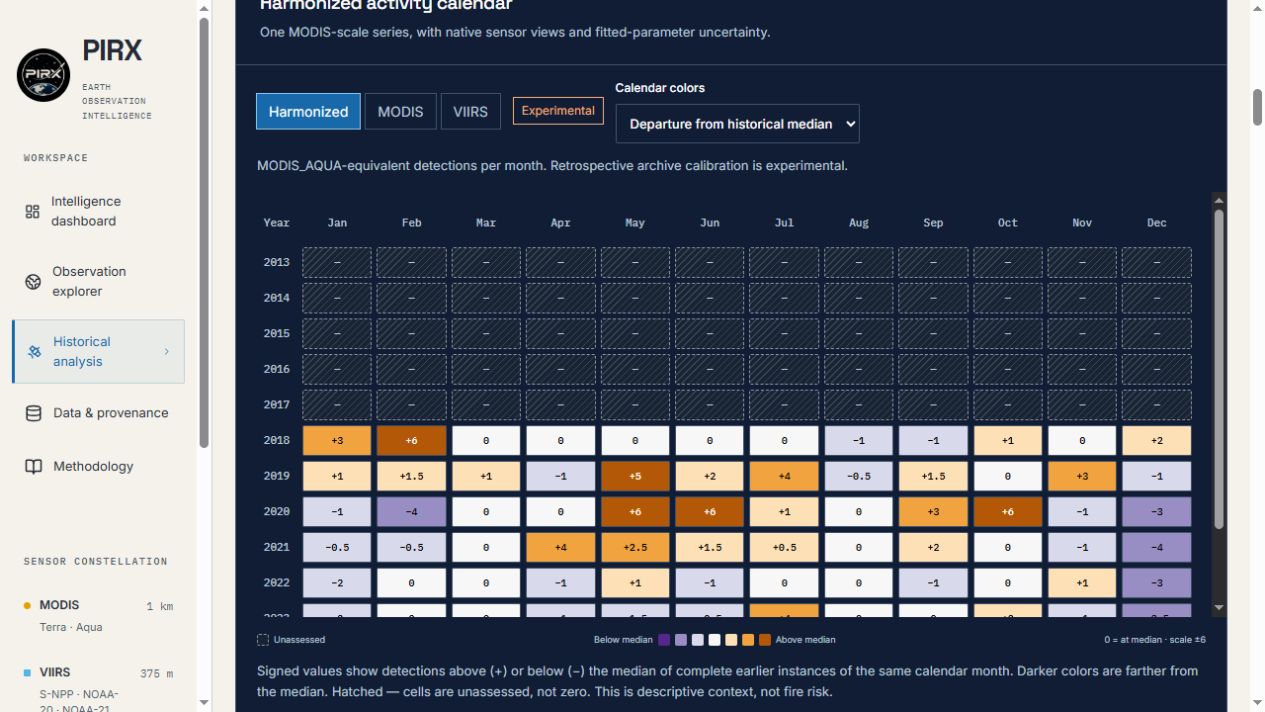 PIRX
PIRX
EARTH
OBSERVATION
INTELLIGENCE
WORKSPACE
Intelligence
dashboard
Observation
explorer
Historical
analysis
Data & provenance
Methodology
SENSOR CONSTELLATION
MODIS 1 km
Terra · Aqua
VIIRS 375 m
S-NPP · NOAA-
20 · NOAA-21
Harmonized activity calendar
One MODIS-scale series, with native sensor views and fitted-parameter uncertainty.
Harmonized MODIS VIIRS Experimental
Calendar colors
Departure from historical median
MODIS_AQUA-equivalent detections per month. Retrospective archive calibration is experimental.
Year Jan Feb Mar Apr May Jun Jul Aug Sep Oct Nov Dec
2013 — — — — — — — — — — — —
2014 — — — — — — — — — — — —
2015 — — — — — — — — — — — —
2016 — — — — — — — — — — — —
2017 — — — — — — — — — — — —
2018 +3 +6 0 0 0 0 0 −1 −1 +1 0 +2
2019 +1 +1.5 +1 −1 +5 +2 +4 −0.5 +1.5 0 +3 −1
2020 −1 −4 0 0 +6 +6 +1 0 +3 +6 −1 −3
2021 −0.5 −0.5 0 +4 +2.5 +1.5 +0.5 0 +2 0 −1 −4
2022 −2 0 0 −1 +1 −1 0 0 −1 0 +1 −3
Unassessed Below median Above median 0 = at median · scale ±6
Signed values show detections above (+) or below (−) the median of complete earlier instances of the same calendar month. Darker colors are farther from
the median. Hatched — cells are unassessed, not zero. This is descriptive context, not fire risk.